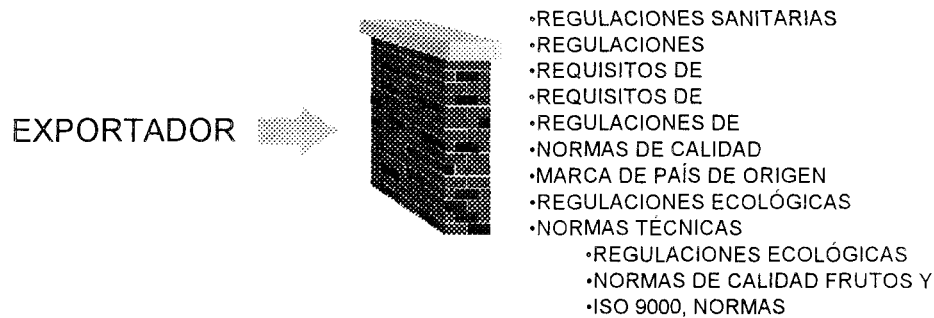 •REGULACIONES SANITARIAS
•REGULACIONES
•REQUISITOS DE
•REQUISITOS DE
EXPORTADOR
•REGULACIONES DE
•NORMAS DE CALIDAD
•MARCA DE PAÍS DE ORIGEN
•REGULACIONES ECOLÓGICAS
•NORMAS TÉCNICAS
•REGULACIONES ECOLÓGICAS
•NORMAS DE CALIDAD FRUTOS Y
•ISO 9000, NORMAS